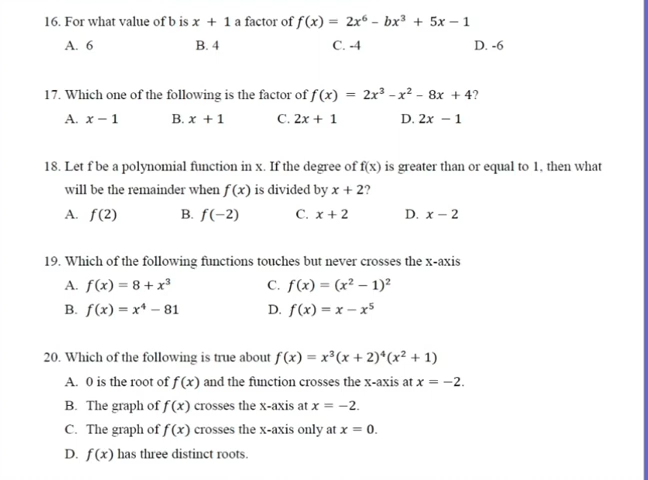 16. For what value of b is x + 1 a factor of f(x) = 2x⁶ – bx³ + 5x – 1
A. 6 B. 4 C. -4 D. -6
17. Which one of the following is the factor of f(x) = 2x³ – x² – 8x + 4?
A. x – 1 B. x + 1 C. 2x + 1 D. 2x – 1
18. Let f be a polynomial function in x. If the degree of f(x) is greater than or equal to 1, then what
will be the remainder when f(x) is divided by x + 2?
A. f(2) B. f(−2) C. x + 2 D. x – 2
19. Which of the following functions touches but never crosses the x-axis
A. f(x) = 8 + x³ C. f(x) = (x² – 1)²
B. f(x) = x⁴ – 81 D. f(x) = x – x⁵
20. Which of the following is true about f(x) = x³(x + 2)⁴(x² + 1)
A. 0 is the root of f(x) and the function crosses the x-axis at x = −2.
B. The graph of f(x) crosses the x-axis at x = −2.
C. The graph of f(x) crosses the x-axis only at x = 0.
D. f(x) has three distinct roots.